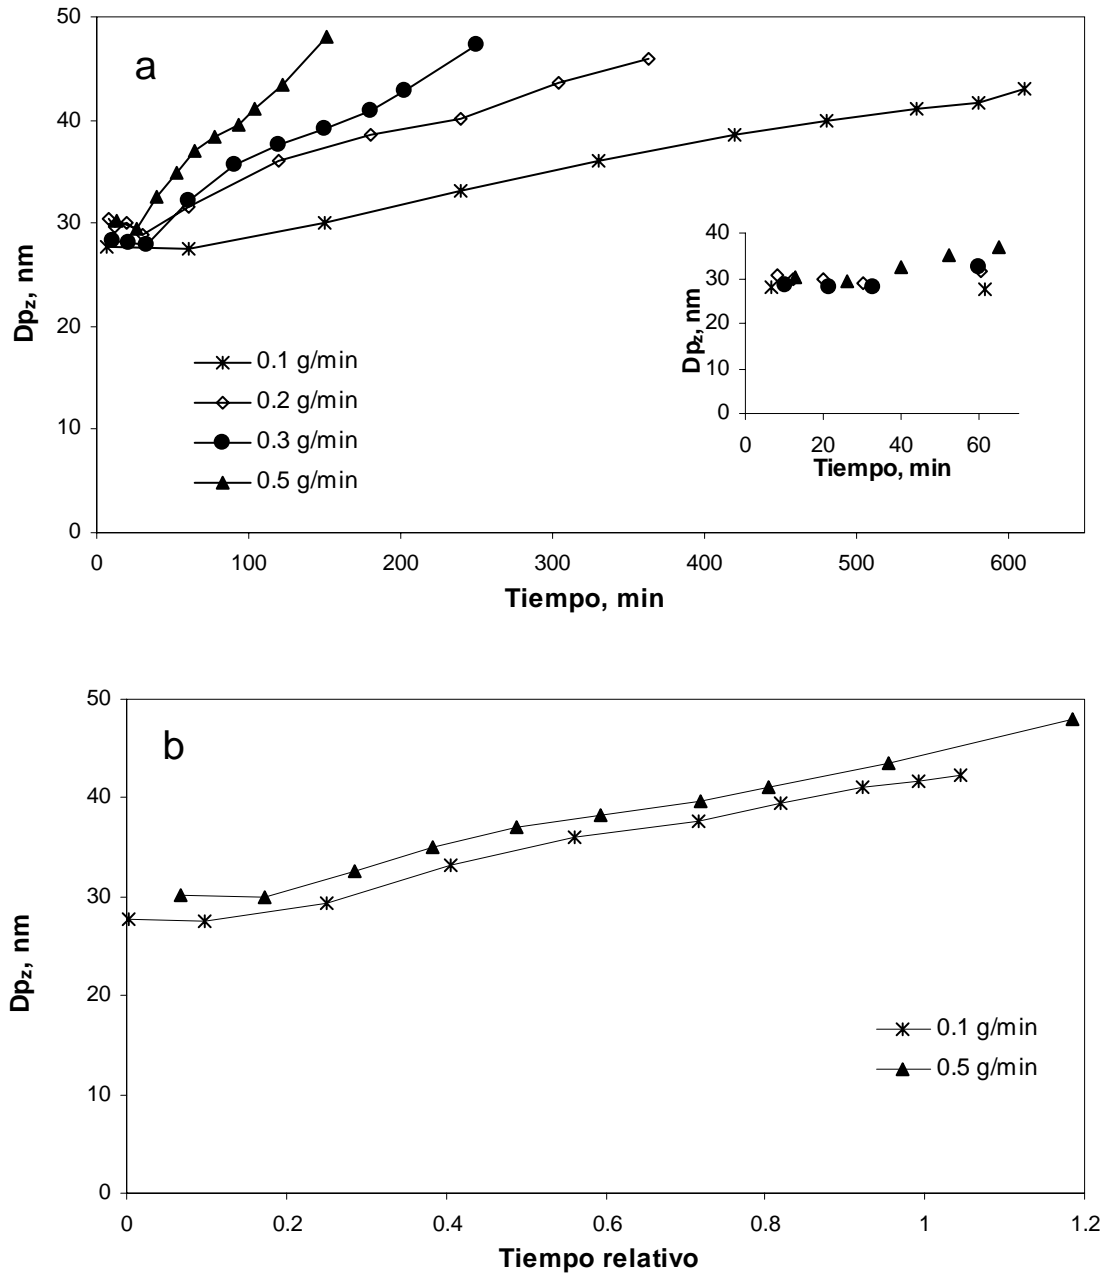 50
40
30
20
10
0
a
Dpz, nm
0.1 g/min
0.2 g/min
0.3 g/min
0.5 g/min
0 100 200 300 400 500 600
Tiempo, min
40
30
20
10
0
Dpz, nm
0 20 40 60
Tiempo, min
50
40
30
20
10
0
b
Dpz, nm
0.1 g/min
0.5 g/min
0 0.2 0.4 0.6 0.8 1 1.2
Tiempo relativo